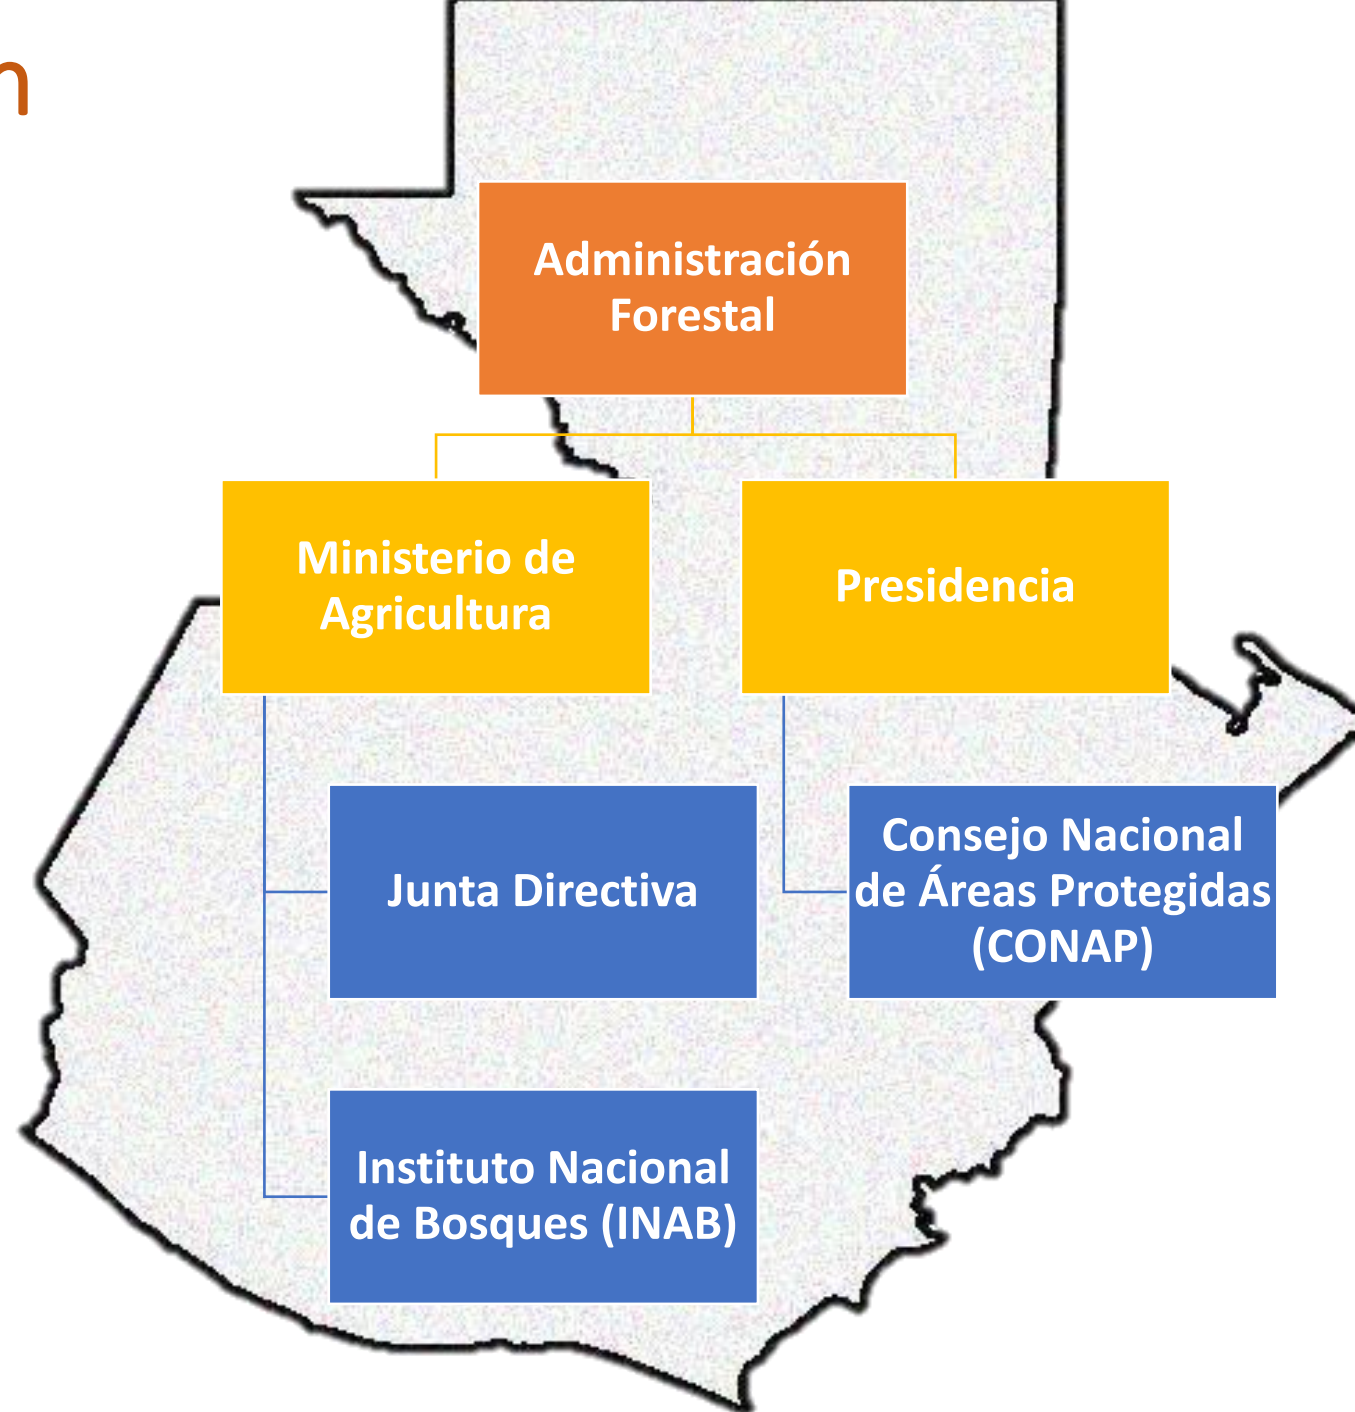 n
Administración
Forestal
Ministerio de
Agricultura
Presidencia
Junta Directiva
Consejo Nacional
de Áreas Protegidas
(CONAP)
Instituto Nacional
de Bosques (INAB)